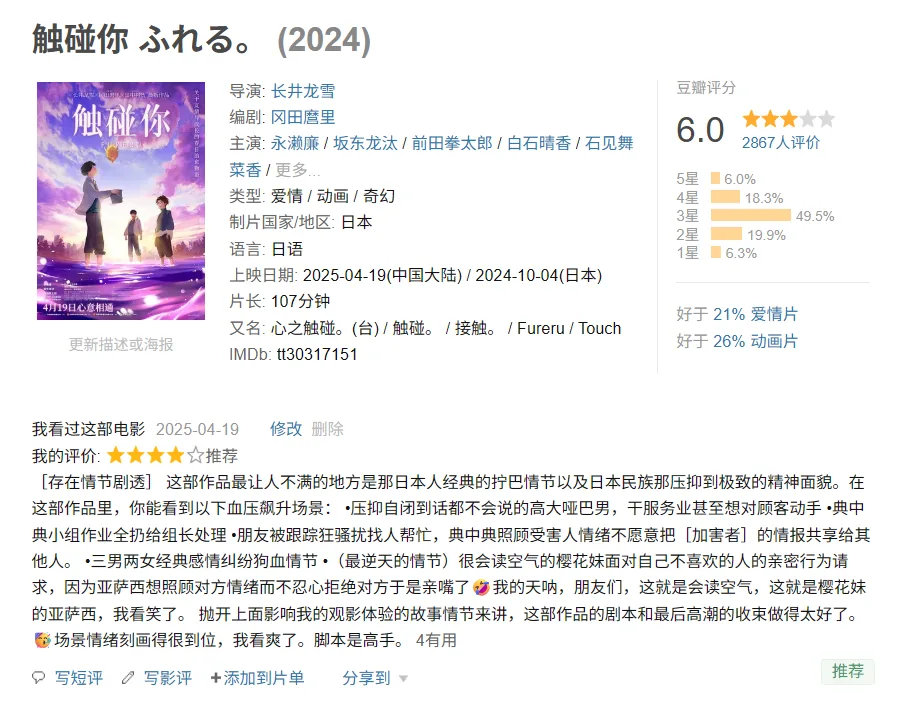 触碰你 ふれる。 (2024)
触碰你
4月19日心意相通
更新描述或海报
导演: 长井龙雪
编剧: 冈田麿里
主演: 永濑廉 / 坂东龙汰 / 前田拳太郎 / 白石晴香 / 石见舞
菜香 / 更多...
类型: 爱情 / 动画 / 奇幻
制片国家/地区: 日本
语言: 日语
上映日期: 2025-04-19(中国大陆) / 2024-10-04(日本)
片长: 107分钟
又名: 心之触碰。(台) / 触碰。 / 接触。 / Fureru / Touch
IMDb: tt30317151
豆瓣评分
6.0
2867人评价
5星 6.0%
4星 18.3%
3星 49.5%
2星 19.9%
1星 6.3%
好于 21% 爱情片
好于 26% 动画片
我看过这部电影 2025-04-19 修改 删除
我的评价: ★★★★☆推荐
［存在情节剧透］ 这部作品最让人不满的地方是那日本人经典的拧巴情节以及日本民族那压抑到极致的精神面貌。在
这部作品里，你能看到以下血压飙升场景： •压抑自闭到话都不会说的高大哑巴男，干服务业甚至想对顾客动手 •典中
典小组作业全扔给组长处理 •朋友被跟踪狂骚扰找人帮忙，典中典照顾受害人情绪不愿意把［加害者］的情报共享给其
他人。 •三男两女经典感情纠纷狗血情节 •（最逆天的情节）很会读空气的樱花妹面对自己不喜欢的人的亲密行为请
求，因为亚萨西想照顾对方情绪而不忍心拒绝对方于是亲嘴了🤣我的天呐，朋友们，这就是会读空气，这就是樱花妹
的亚萨西，我看笑了。 抛开上面影响我的观影体验的故事情节来讲，这部作品的剧本和最后高潮的收束做得太好了。
🥳场景情绪刻画得很到位，我看爽了。脚本是高手。 4有用
写短评 写影评 +添加到片单 分享到
推荐